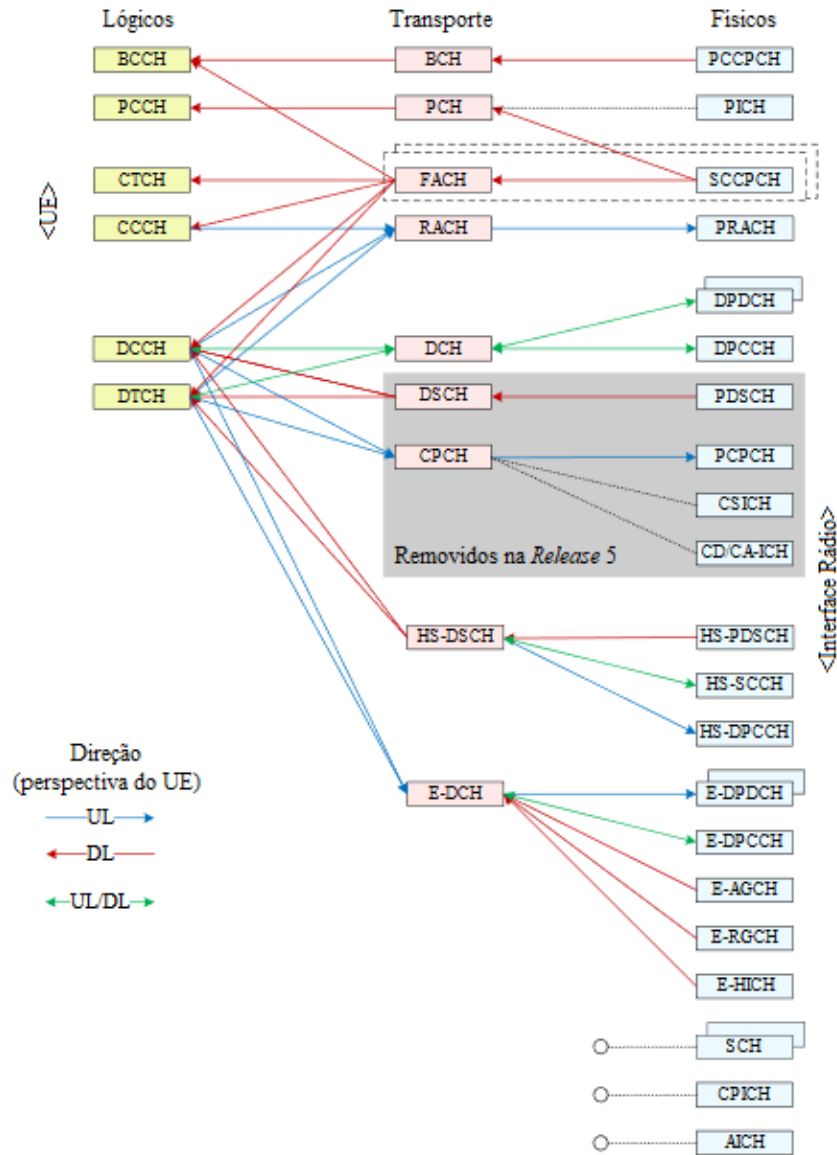 Lógicos Transporte Físicos
BCCH BCH PCCPCH
PCCH PCH PICH
CTCH FACH SCCPCH
<UE>
CCCH RACH PRACH
DPDCH
DCCH DCH DPCCH
DTCH DSCH PDSCH
CPCH PCPCH
CSICH
Removidos na Release 5 CD/CA-ICH
<Interface Rádio>
HS-DSCH HS-PDSCH
HS-SCCH
HS-DPCCH
Direção
(perspectiva do UE)
UL
DL
UL/DL
E-DCH E-DPDCH
E-DPCCH
E-AGCH
E-RGCH
E-HICH
SCH
CPICH
AICH